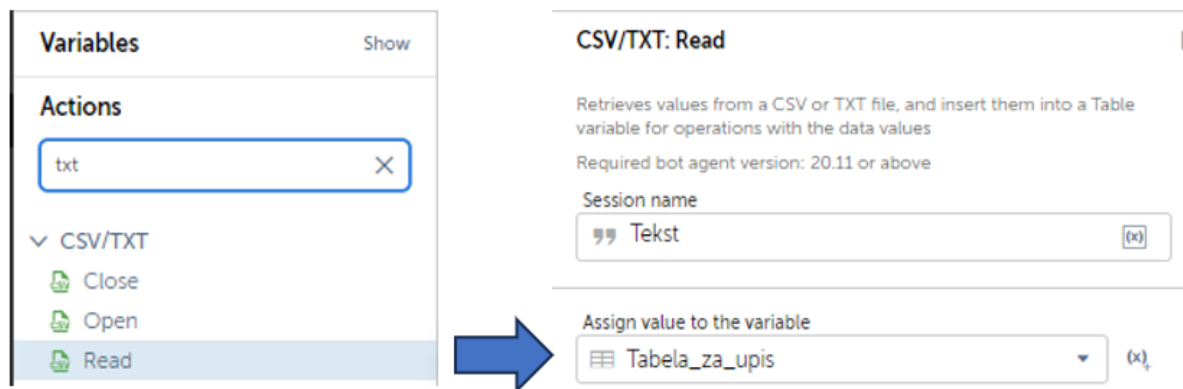 Variables Show
Actions
txt
CSV/TXT
Close
Open
Read
CSV/TXT: Read
Retrieves values from a CSV or TXT file, and insert them into a Table
variable for operations with the data values
Required bot agent version: 20.11 or above
Session name
Tekst (x)
Assign value to the variable
Tabela_za_upis (x)+